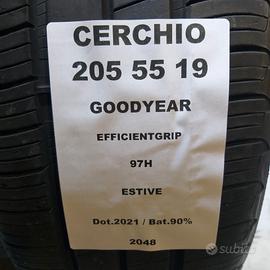 CERCHIO
205 55 19
GOODYEAR
EFFICIENTGRIP
97H
ESTIVE
Dot.2021 / Bat.90%
2048
subito